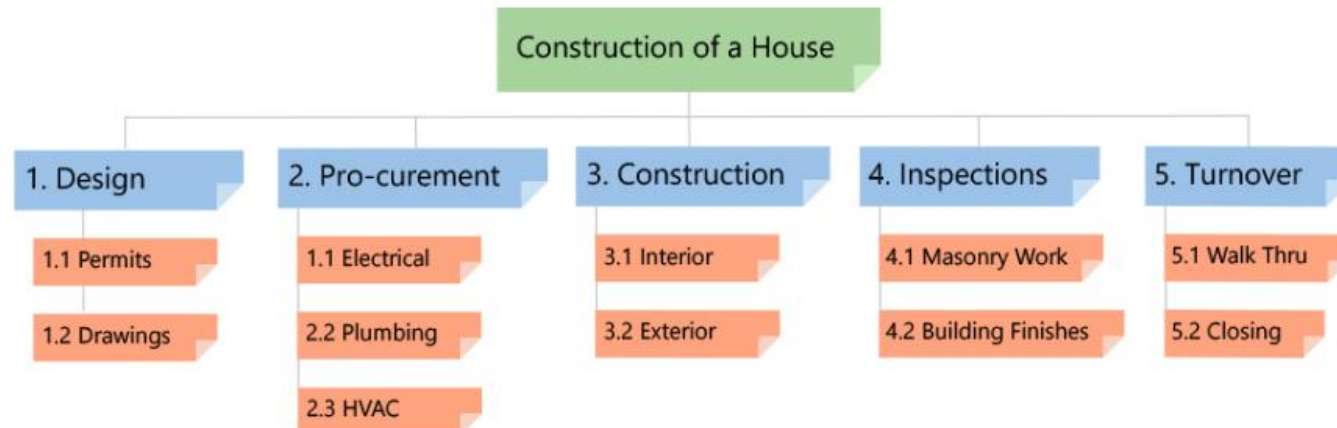 Construction of a House
1. Design
1.1 Permits
1.2 Drawings
2. Pro-curement
1.1 Electrical
2.2 Plumbing
2.3 HVAC
3. Construction
3.1 Interior
3.2 Exterior
4. Inspections
4.1 Masonry Work
4.2 Building Finishes
5. Turnover
5.1 Walk Thru
5.2 Closing